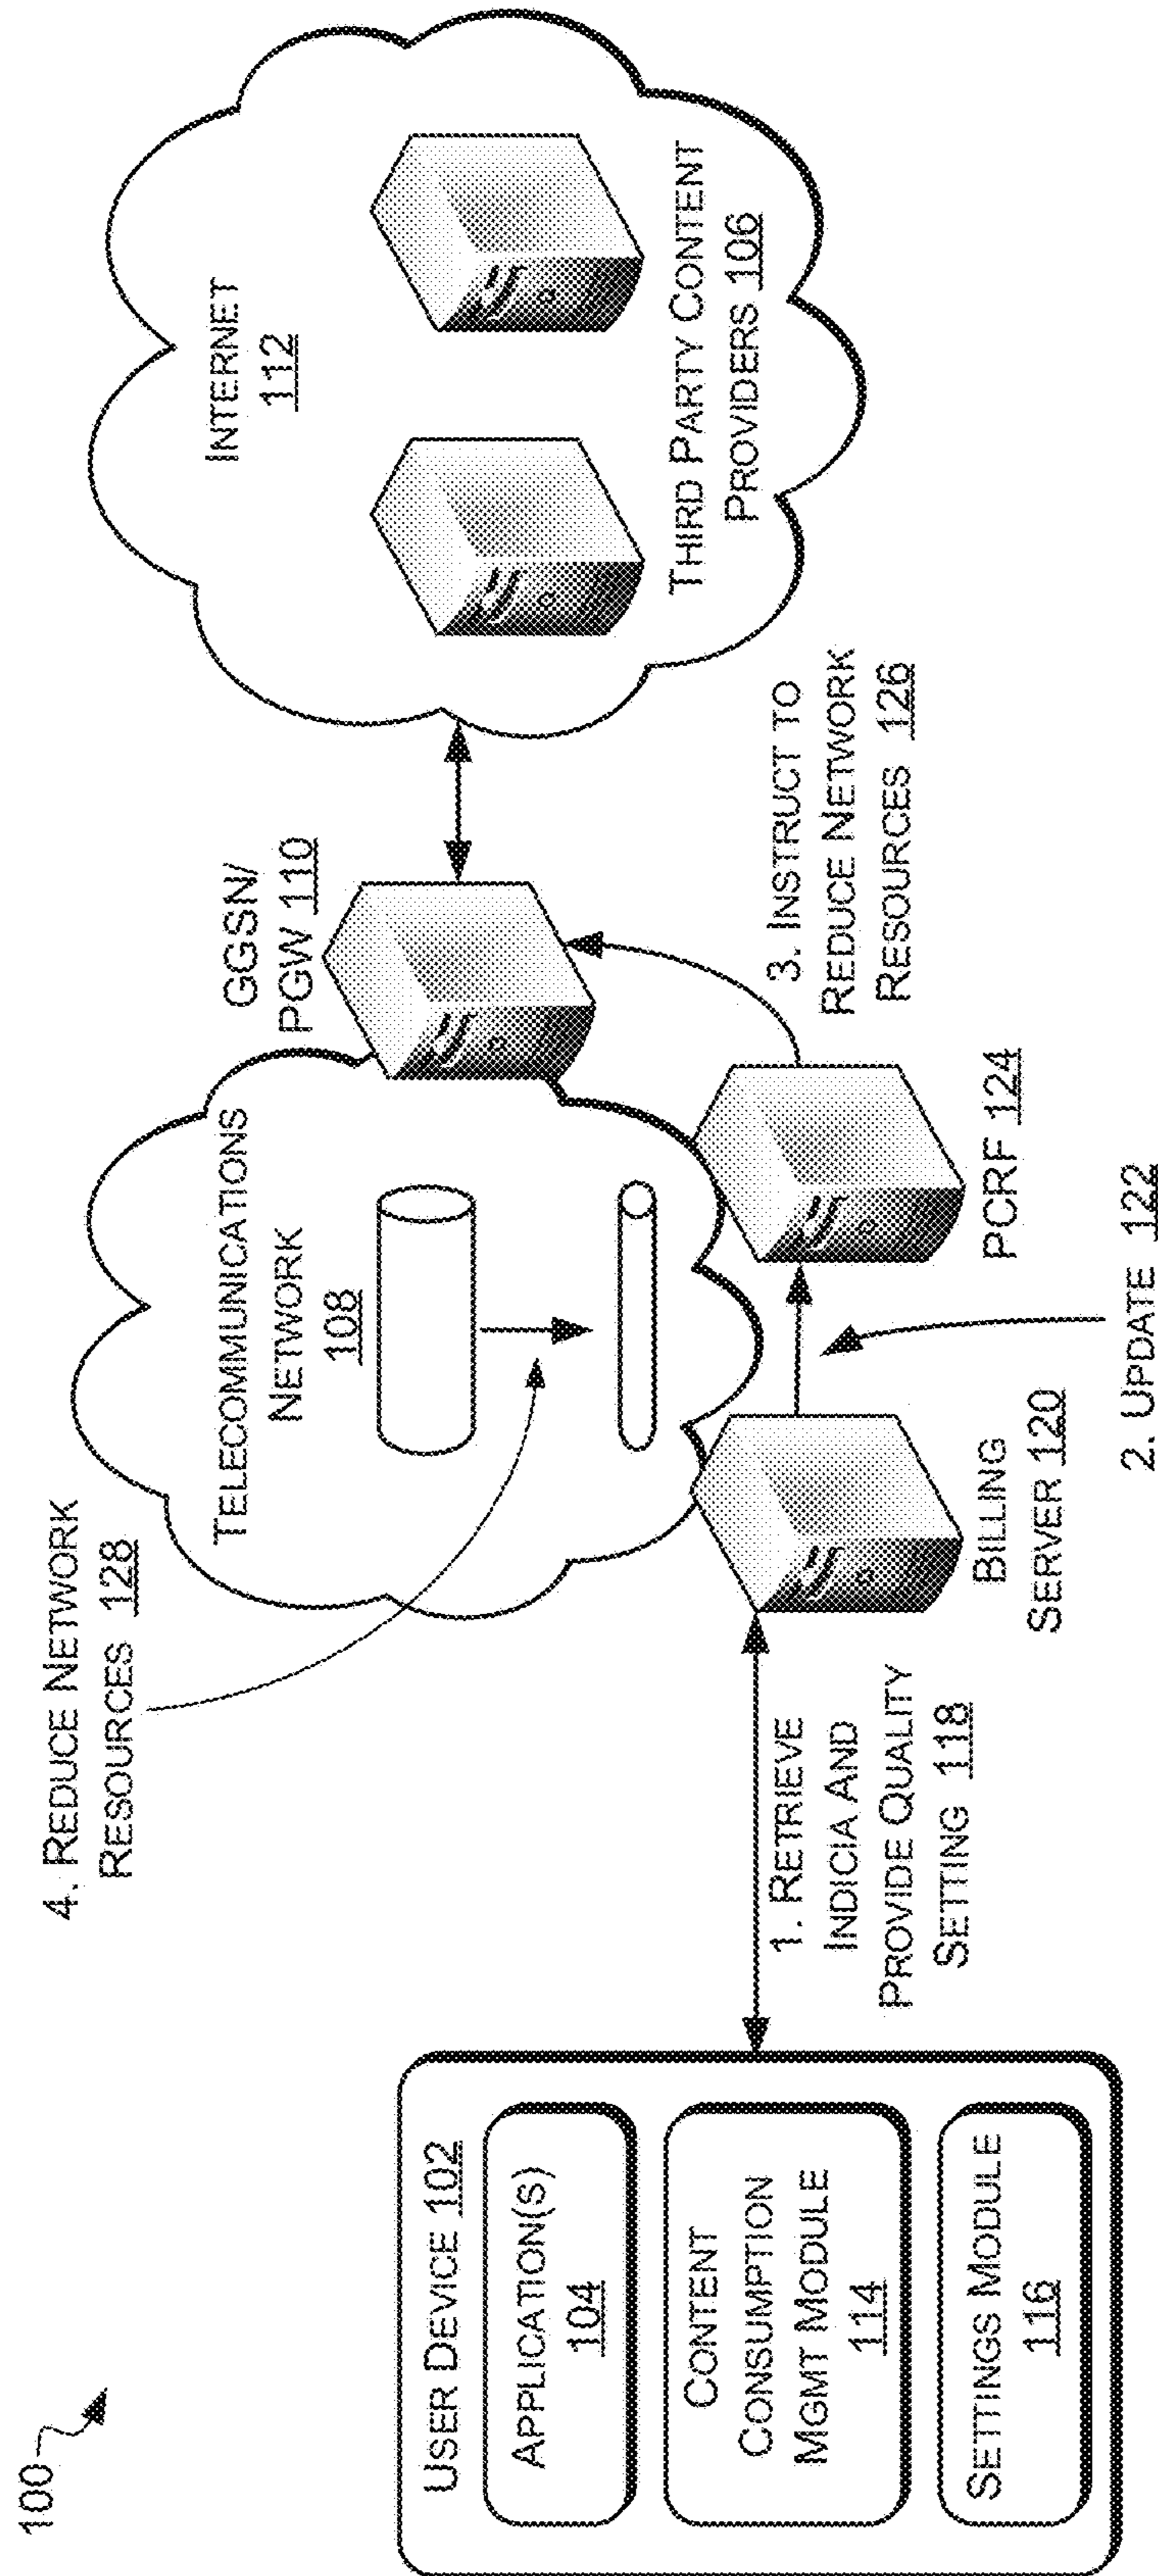 100
USER DEVICE 102
APPLICATION(S)
104
CONTENT
CONSUMPTION
MGMT MODULE
114
SETTINGS MODULE
116
1. RETRIEVE
INDICIA AND
PROVIDE QUALITY
SETTING 118
4. REDUCE NETWORK
RESOURCES 128
TELECOMMUNICATIONS
NETWORK
108
BILLING
SERVER 120
2. UPDATE 122
PCRF 124
3. INSTRUCT TO
REDUCE NETWORK
RESOURCES 126
GGSN/
PGW 110
INTERNET
112
THIRD PARTY CONTENT
PROVIDERS 106